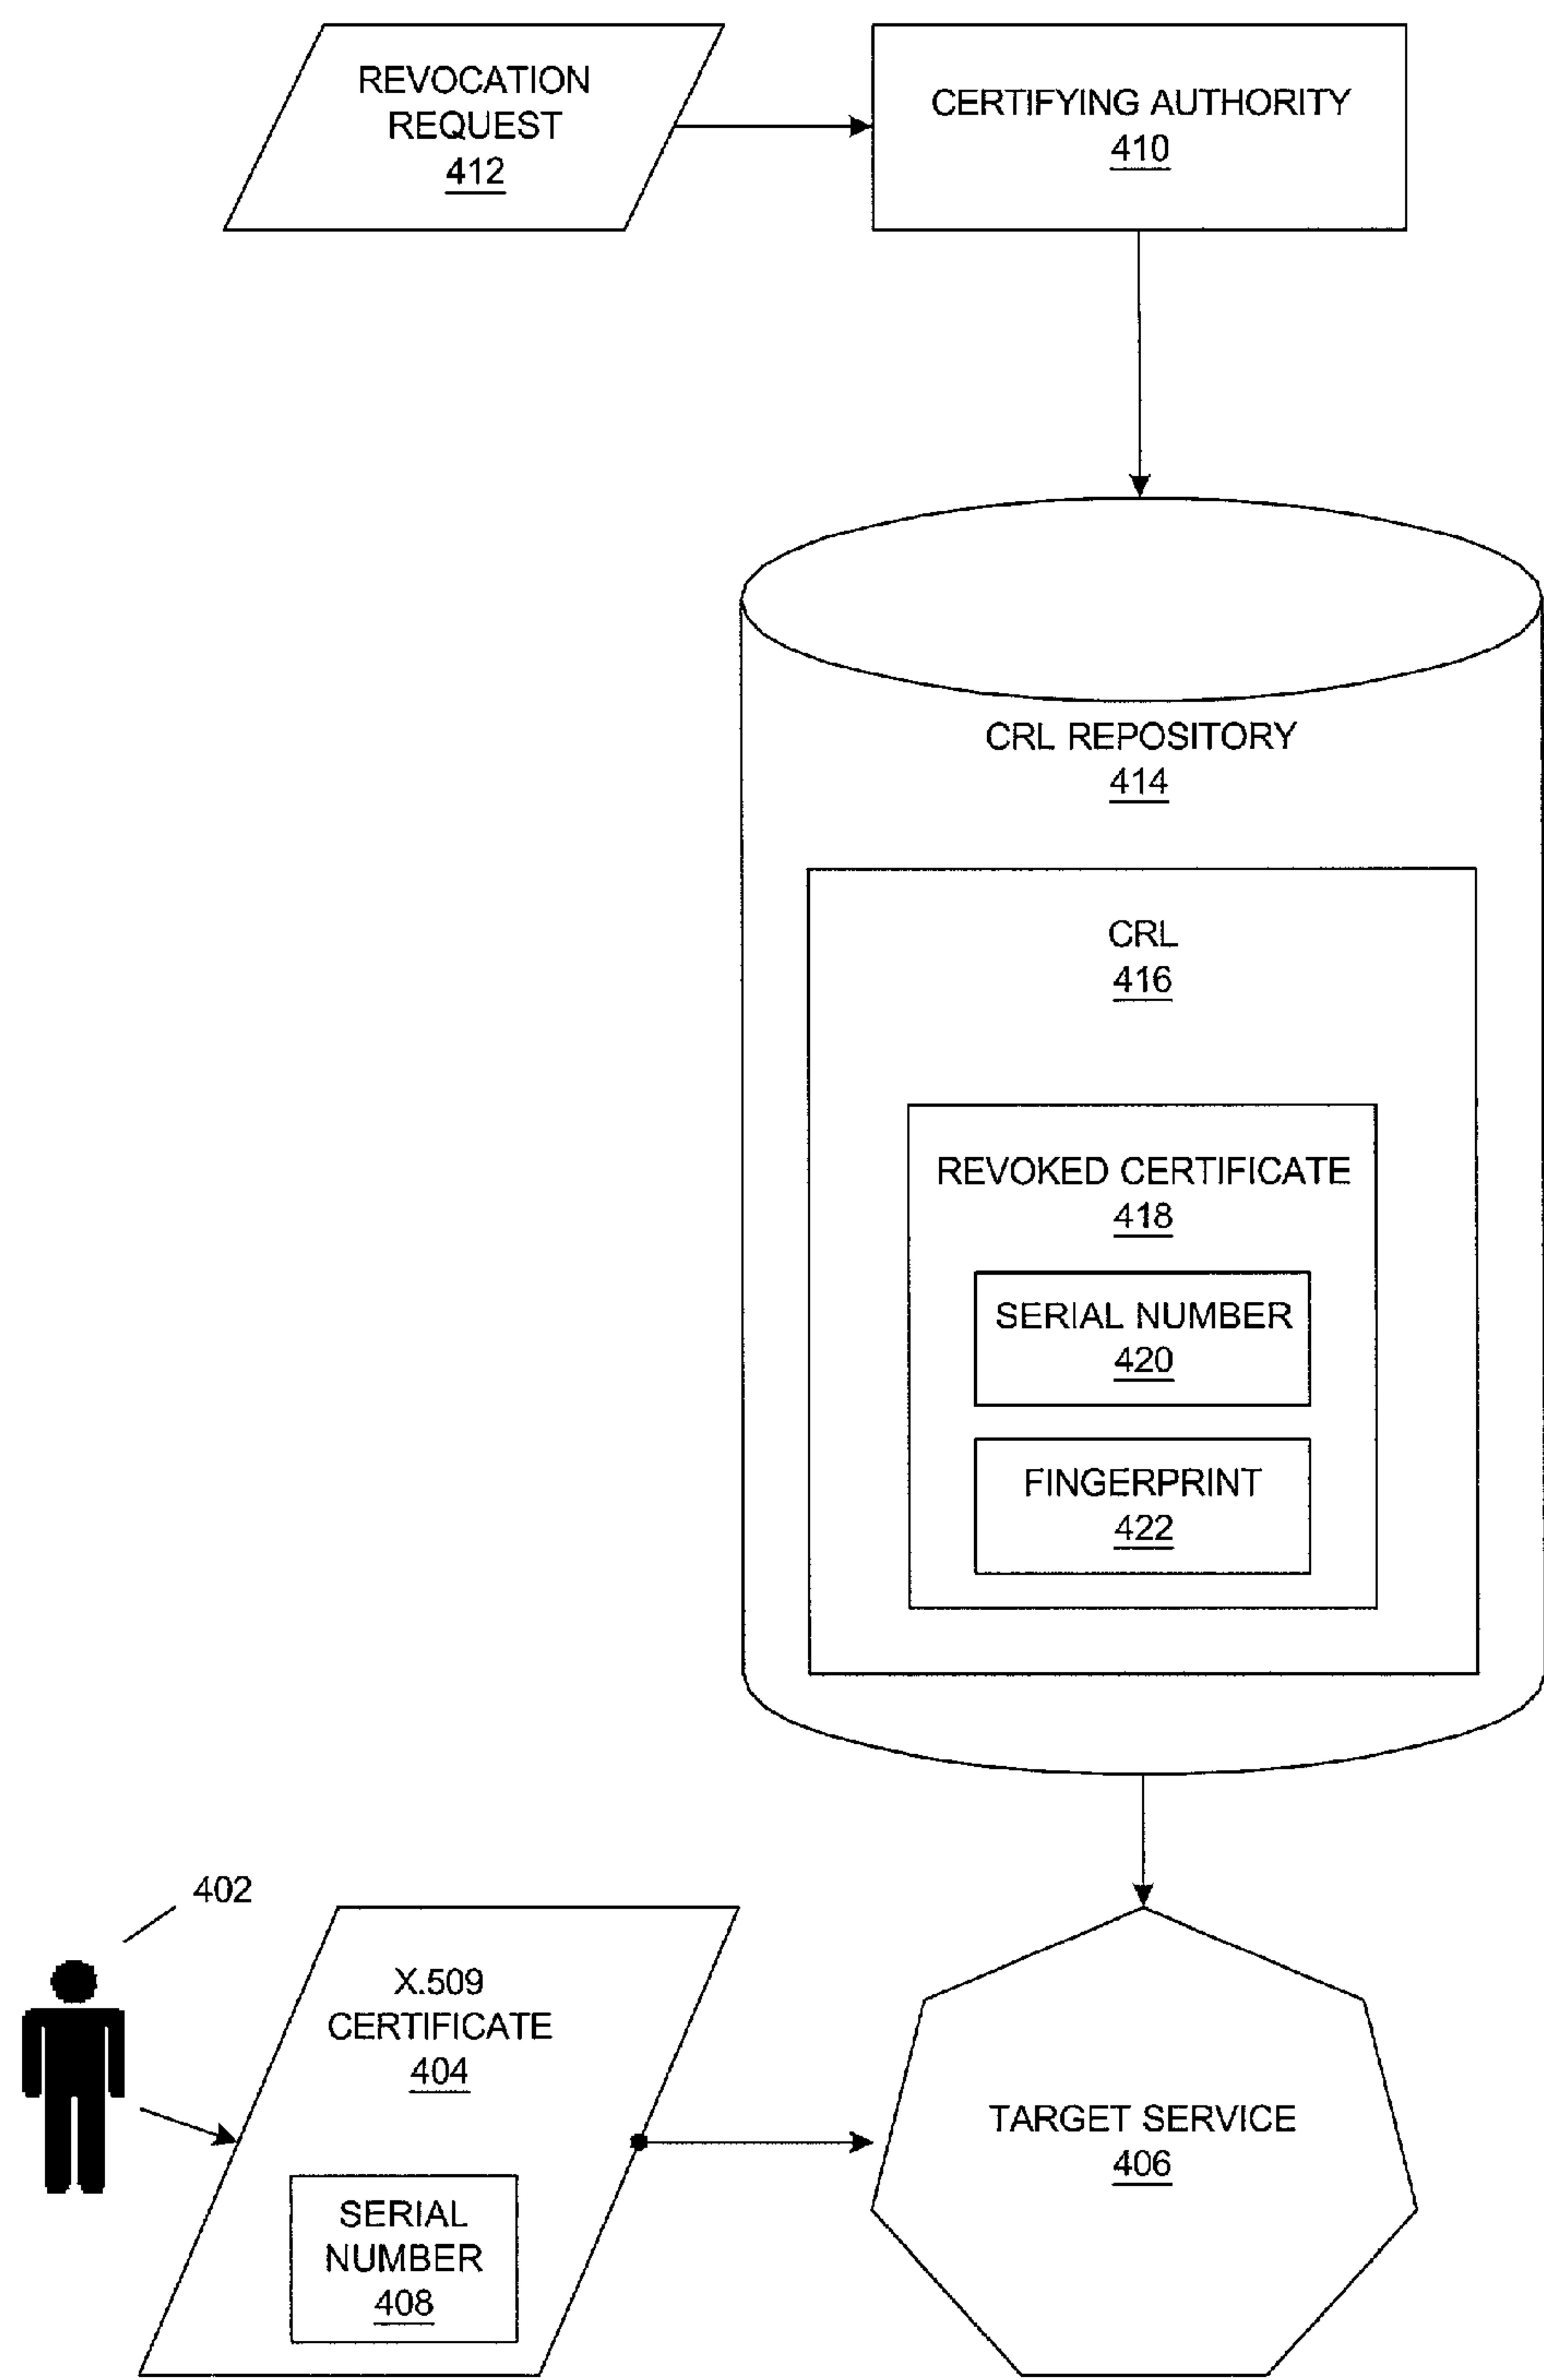 REVOCATION
REQUEST
412
CERTIFYING AUTHORITY
410
CRL REPOSITORY
414
CRL
416
REVOKED CERTIFICATE
418
SERIAL NUMBER
420
FINGERPRINT
422
402
X.509
CERTIFICATE
404
SERIAL
NUMBER
408
TARGET SERVICE
406